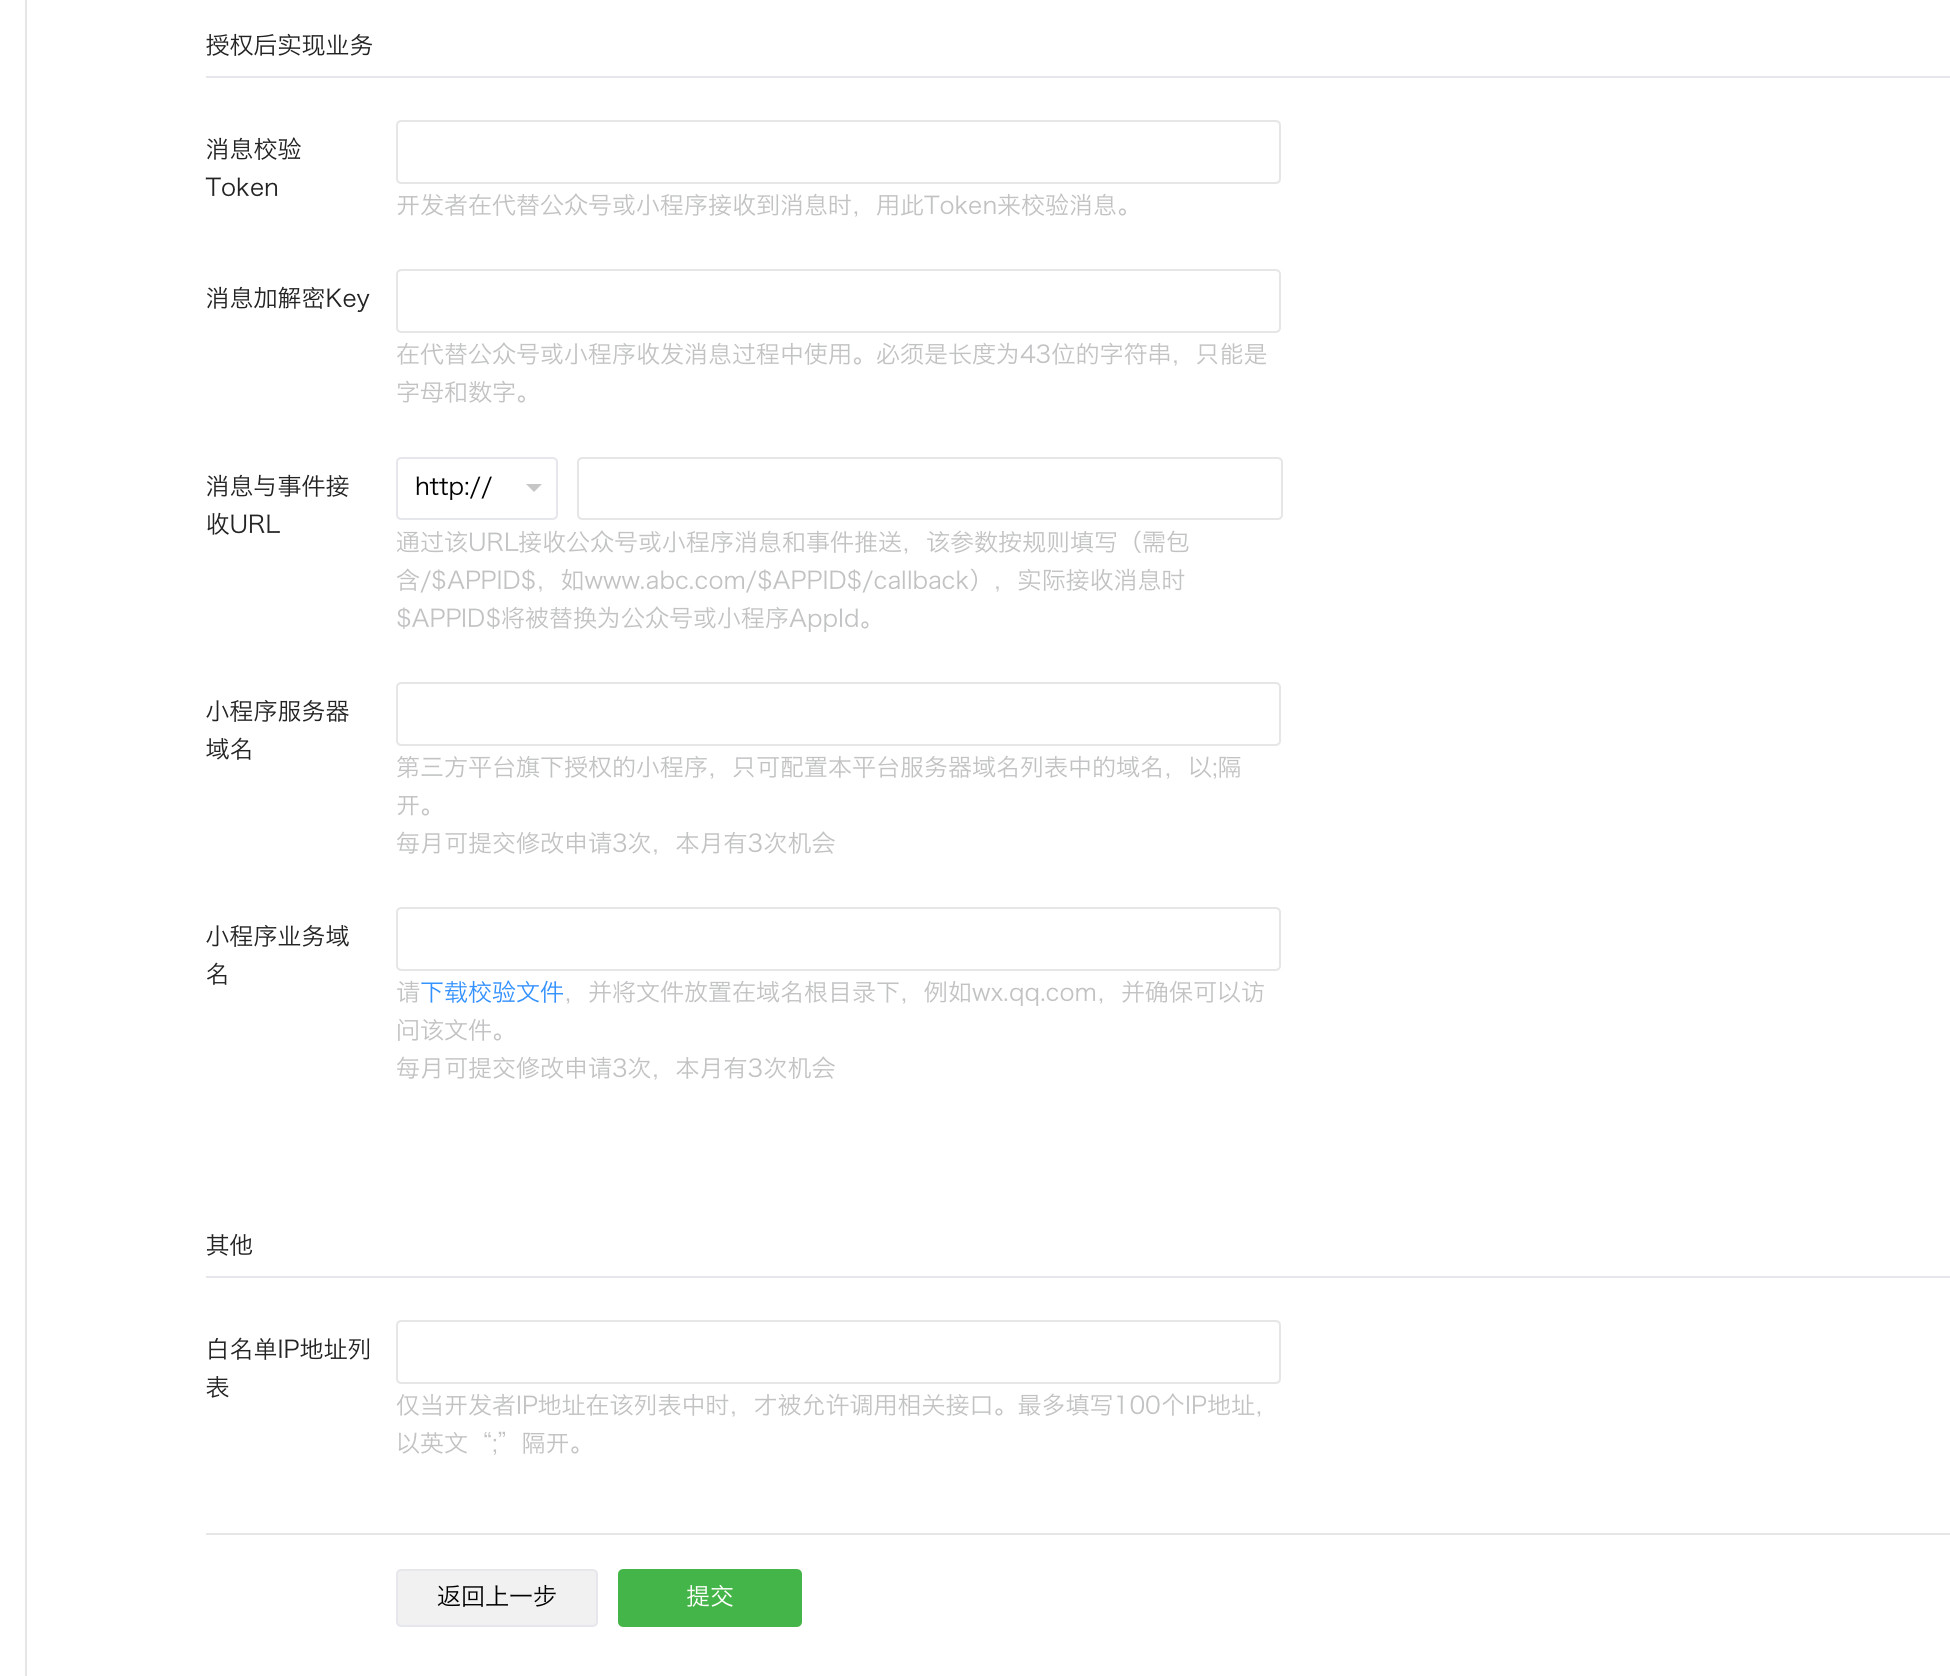 授权后实现业务
消息校验
Token
开发者在代替公众号或小程序接收到消息时，用此Token来校验消息。
消息加解密Key
在代替公众号或小程序收发消息过程中使用。必须是长度为43位的字符串，只能是
字母和数字。
消息与事件接
收URL
http://
通过该URL接收公众号或小程序消息和事件推送，该参数按规则填写（需包
含/$APPID$，如www.abc.com/$APPID$/callback），实际接收消息时
$APPID$将被替换为公众号或小程序AppId。
小程序服务器
域名
第三方平台旗下授权的小程序，只可配置本平台服务器域名列表中的域名，以;隔
开。
每月可提交修改申请3次，本月有3次机会
小程序业务域
名
请下载校验文件，并将文件放置在域名根目录下，例如wx.qq.com，并确保可以访
问该文件。
每月可提交修改申请3次，本月有3次机会
其他
白名单IP地址列
表
仅当开发者IP地址在该列表中时，才被允许调用相关接口。最多填写100个IP地址，
以英文“;”隔开。
返回上一步
提交